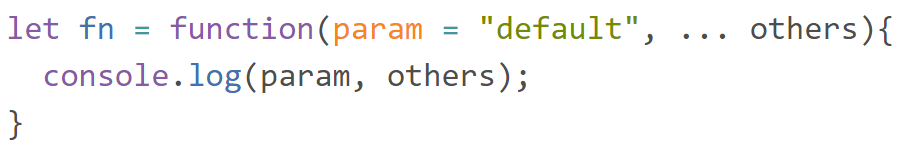 let fn = function(param = "default", ... others){
  console.log(param, others);
}